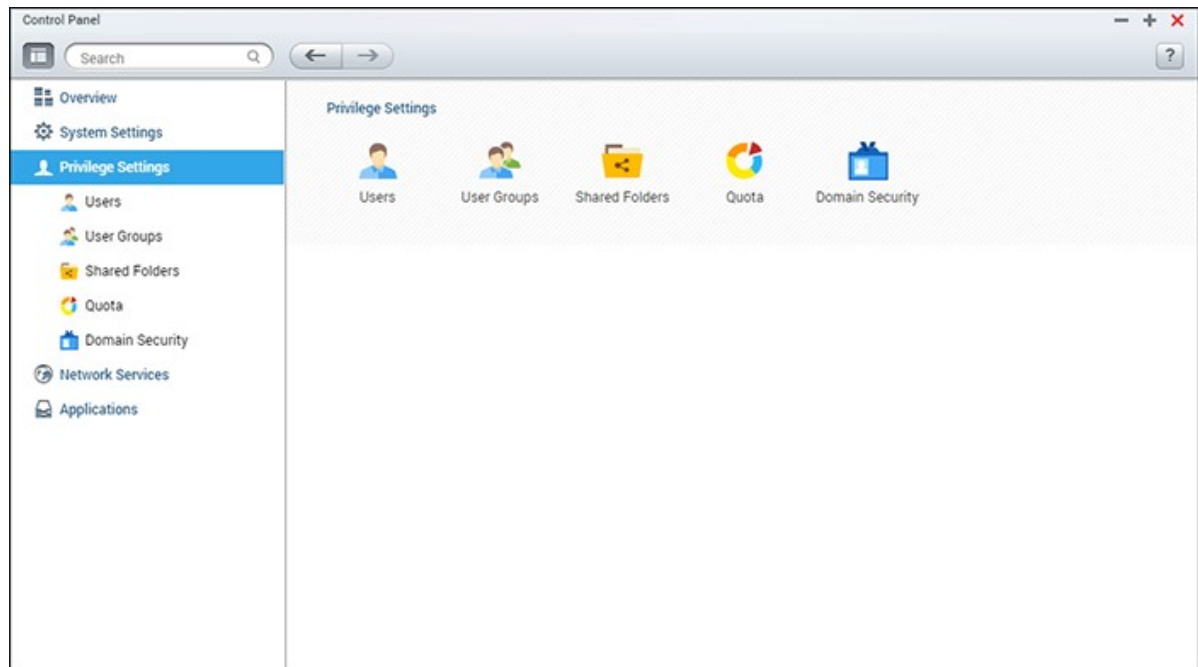 Control Panel
Search
?
Overview
System Settings
Privilege Settings
Users
User Groups
Shared Folders
Quota
Domain Security
Network Services
Applications
Privilege Settings
Users
User Groups
Shared Folders
Quota
Domain Security